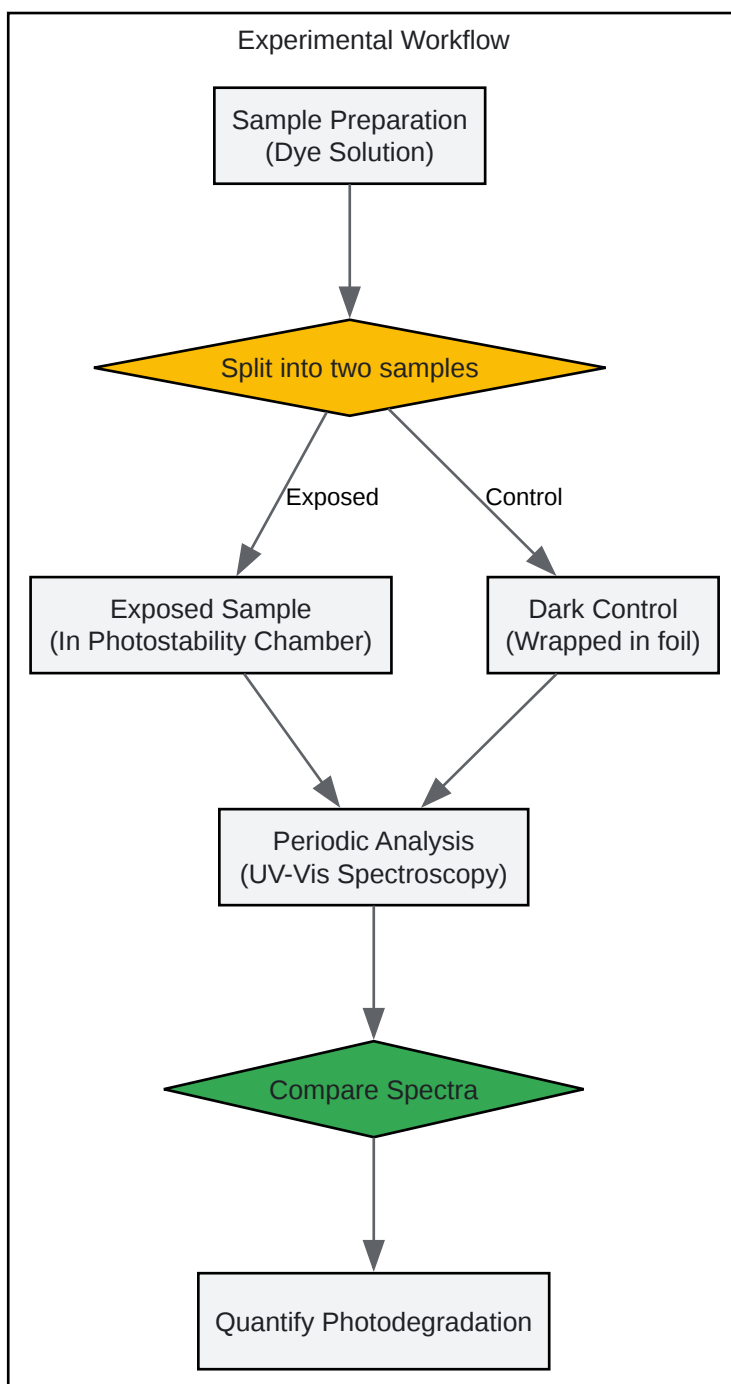 Experimental Workflow
Sample Preparation
(Dye Solution)
Split into two samples
Exposed
Control
Exposed Sample
(In Photostability Chamber)
Dark Control
(Wrapped in foil)
Periodic Analysis
(UV-Vis Spectroscopy)
Compare Spectra
Quantify Photodegradation